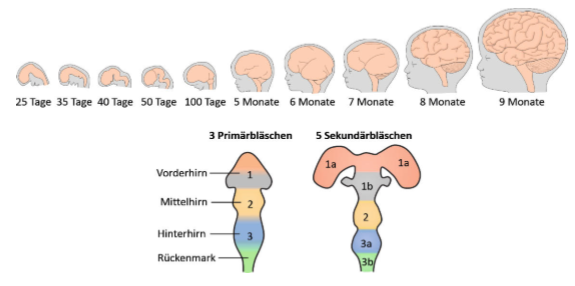 25 Tage 35 Tage 40 Tage 50 Tage 100 Tage 5 Monate 6 Monate 7 Monate 8 Monate 9 Monate
3 Primärbläschen 5 Sekundärbläschen
1a 1a
Vorderhirn 1
1b
Mittelhirn 2
2
Hinterhirn 3 3a
Rückenmark 3b